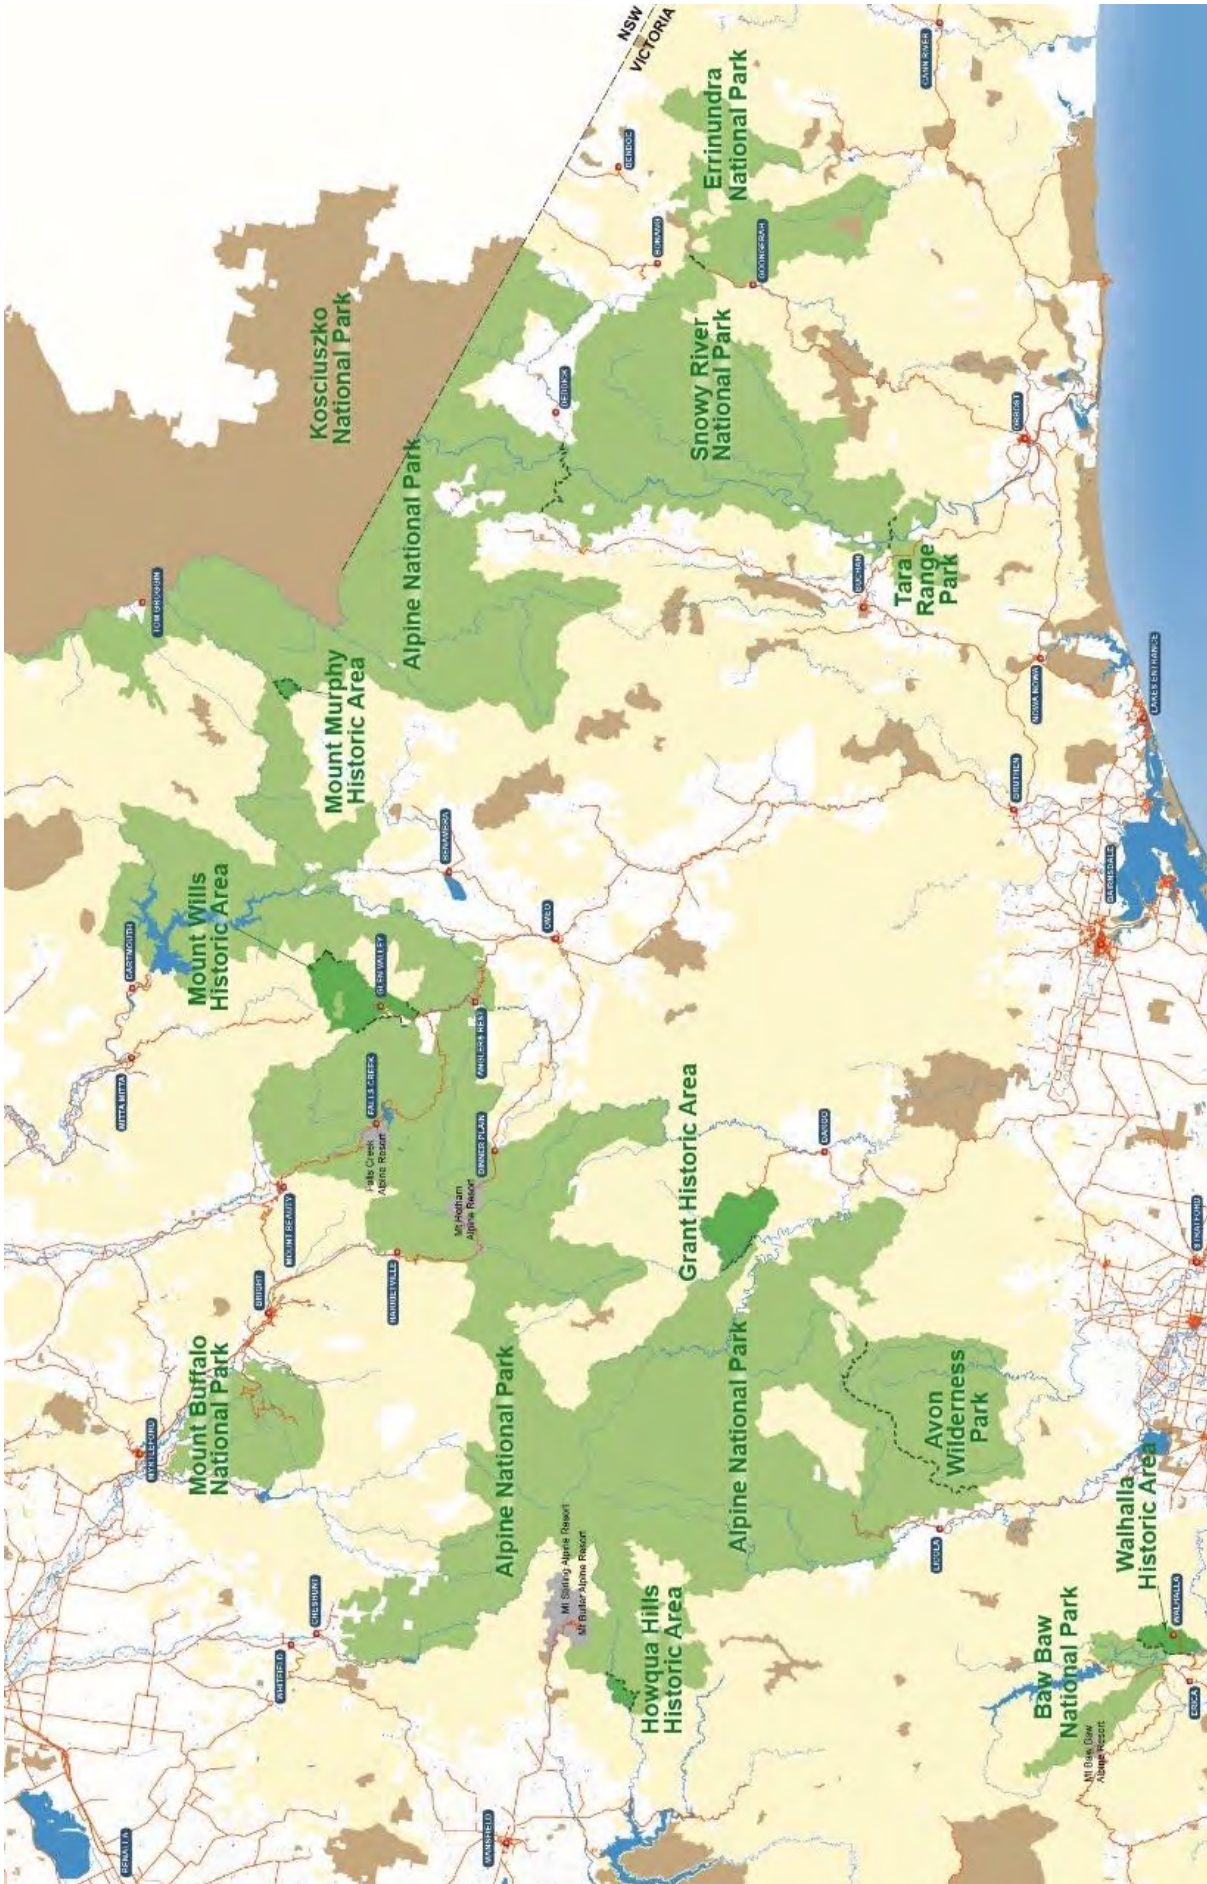 BENALLA
MYRTLEFORD
MITTA MITTA
DARTMOUTH
TOM GROGGIN
Mount Buffalo
National Park
Mount Wills
Historic Area
WHITFIELD
CHESHUNT
BRIGHT
MOUNT BEAUTY
Mount Murphy
Historic Area
Kosciuszko
National Park
Falls Creek
Alpine Resort
FALLS CREEK
GLEN VALLEY
HARRIETVILLE
Alpine National Park
BENAMBRA
Mt Hotham
Alpine Resort
DINNER PLAIN
ANGLERS REST
MANSFIELD
Alpine National Park
OMEO
DEDDICK
Mt Stirling Alpine Resort
Mt Buller Alpine Resort
NSW
VICTORIA
BENDOC
BONANG
Howqua Hills
Historic Area
Grant Historic Area
Snowy River
National Park
Errinundra
National Park
GOONGERAH
Alpine National Park
DARGO
BUCHAN
Tara
Range
Park
Avon
Wilderness
Park
LICOLA
CANN RIVER
BRUTHEN
NOWA NOWA
ORBOST
Baw Baw
National Park
Mt Baw Baw
Alpine Resort
BAIRNSDALE
Walhalla
Historic Area
LAKES ENTRANCE
WALHALLA
ERICA
STRATFORD